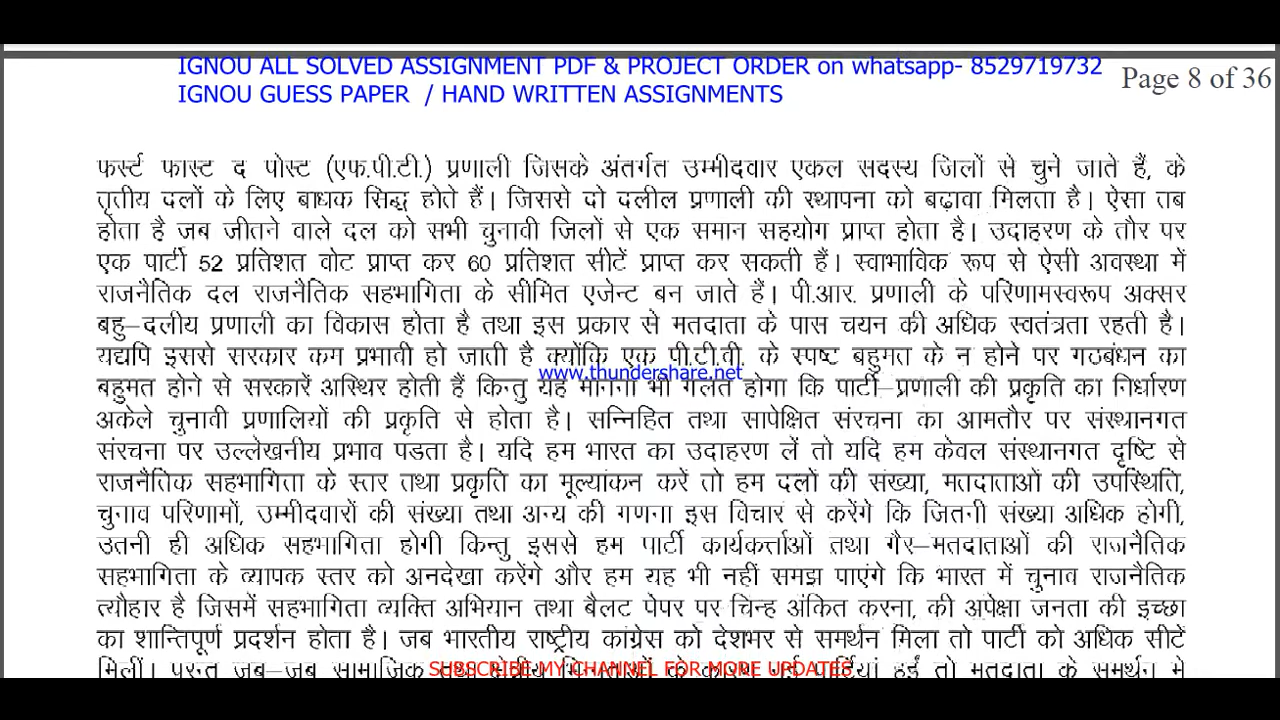 IGNOU ALL SOLVED ASSIGNMENT PDF & PROJECT ORDER on whatsapp- 8529719732
IGNOU GUESS PAPER / HAND WRITTEN ASSIGNMENTS
Page 8 of 36
फर्स्ट फास्ट द पोस्ट (एफ.पी.टी.) प्रणाली जिसके अंतर्गत उम्मीदवार एकल सदस्य जिलों से चुने जाते हैं, के
तृतीय दलों के लिए बाधक सिद्ध होते हैं। जिससे दो दलील प्रणाली की स्थापना को बढ़ावा मिलता है। ऐसा तब
होता है जब जीतने वाले दल को सभी चुनावी जिलों से एक समान सहयोग प्राप्त होता है। उदाहरण के तौर पर
एक पार्टी 52 प्रतिशत वोट प्राप्त कर 60 प्रतिशत सीटें प्राप्त कर सकती हैं। स्वाभाविक रूप से ऐसी अवस्था में
राजनैतिक दल राजनैतिक सहभागिता के सीमित एजेन्ट बन जाते हैं। पी.आर. प्रणाली के परिणामस्वरूप अक्सर
बहु–दलीय प्रणाली का विकास होता है तथा इस प्रकार से मतदाता के पास चयन की अधिक स्वतंत्रता रहती है।
यद्यपि इससे सरकार कम प्रभावी हो जाती है क्योंकि एक पी.टी.वी. के स्पष्ट बहुमत के न होने पर गठबंधन का
www.thundershare.net
बहुमत होने से सरकारें अस्थिर होती हैं किन्तु यह मानना भी गलत होगा कि पार्टी–प्रणाली की प्रकृति का निर्धारण
अकेले चुनावी प्रणालियों की प्रकृति से होता है। सन्निहित तथा सापेक्षित संरचना का आमतौर पर संस्थानगत
संरचना पर उल्लेखनीय प्रभाव पड़ता है। यदि हम भारत का उदाहरण लें तो यदि हम केवल संस्थानगत दृष्टि से
राजनैतिक सहभागिता के स्तर तथा प्रकृति का मूल्यांकन करें तो हम दलों की संख्या, मतदाताओं की उपस्थिति,
चुनाव परिणामों, उम्मीदवारों की संख्या तथा अन्य की गणना इस विचार से करेंगे कि जितनी संख्या अधिक होगी,
उतनी ही अधिक सहभागिता होगी किन्तु इससे हम पार्टी कार्यकर्त्ताओं तथा गैर–मतदाताओं की राजनैतिक
सहभागिता के व्यापक स्तर को अनदेखा करेंगे और हम यह भी नहीं समझ पाएंगे कि भारत में चुनाव राजनैतिक
त्यौहार है जिसमें सहभागिता व्यक्ति अभियान तथा बैलट पेपर पर चिन्ह अंकित करना, की अपेक्षा जनता की इच्छा
का शान्तिपूर्ण प्रदर्शन होता है। जब भारतीय राष्ट्रीय कांग्रेस को देशभर से समर्थन मिला तो पार्टी को अधिक सीटें
मिलीं। परन्तु जब–जब सामाजिक तथा क्षेत्रीय के कारण नई पार्टियां हुईं तो मतदाता के समर्थन में
SUBSCRIBE MY CHANNEL FOR MORE UPDATES